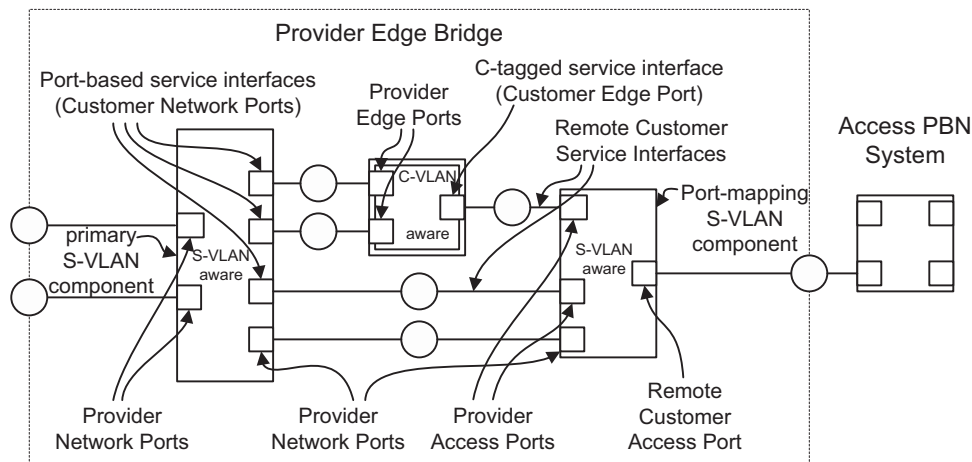 Provider Edge Bridge
Port-based service interfaces
(Customer Network Ports)
Provider
Edge Ports
C-tagged service interface
(Customer Edge Port)
Remote Customer
Service Interfaces
Access PBN
System
C-VLAN
aware
Port-mapping
S-VLAN
component
primary
S-VLAN
component
S-VLAN
aware
S-VLAN
aware
Provider
Network Ports
Provider
Network Ports
Provider
Access Ports
Remote
Customer
Access Port